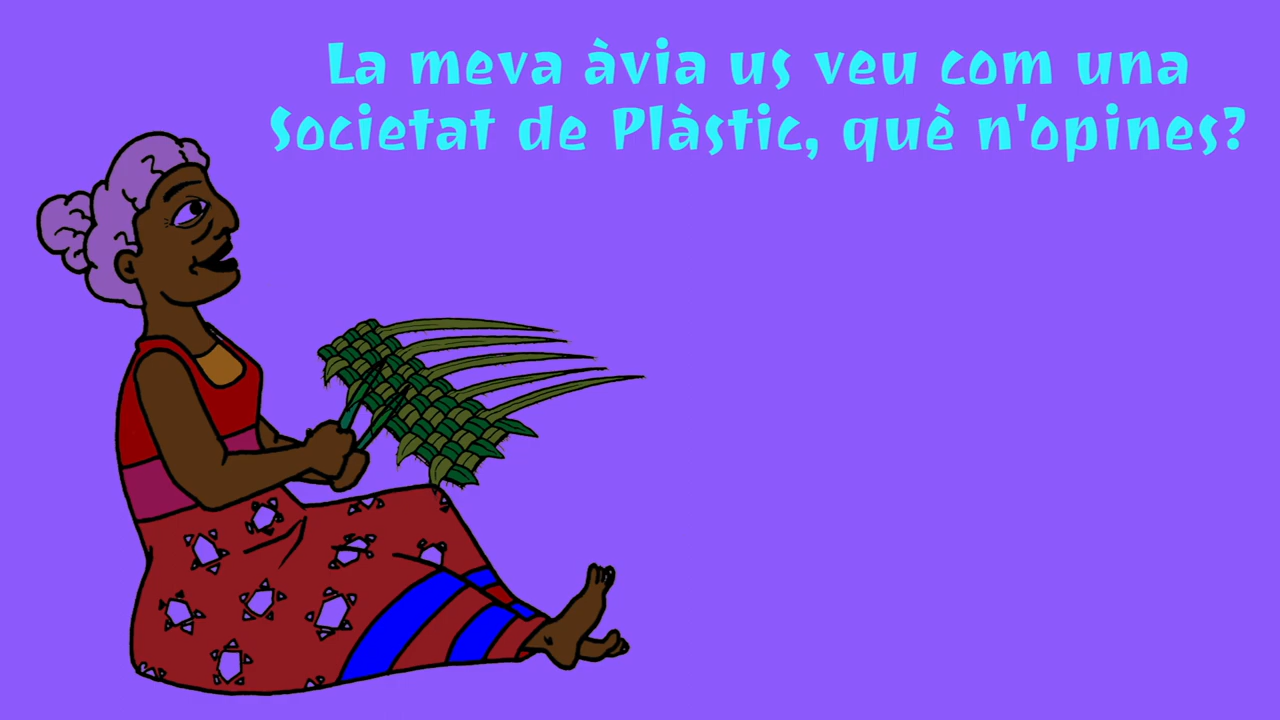 La meva àvia us veu com una
Societat de Plàstic, què n'opines?